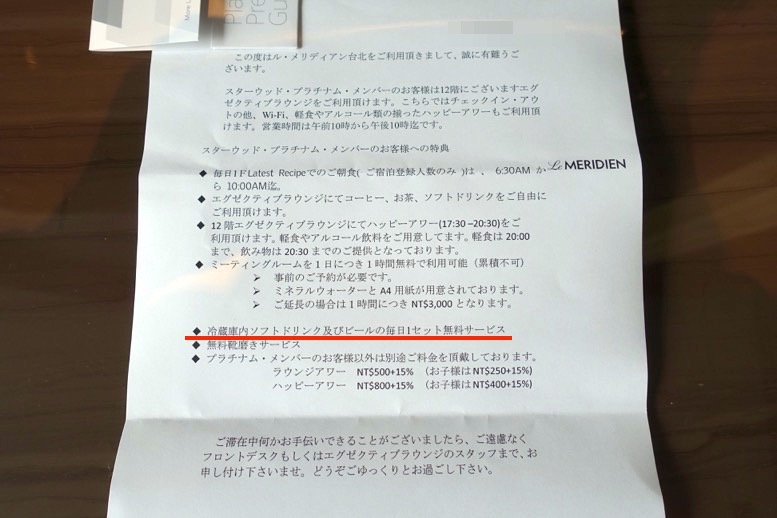 Mow L
Pla
Pre
Gu
この度はル・メリディアン台北をご利用頂きまして、誠に有難うご
ざいます。
スターウッド・プラチナム・メンバーのお客様は12階にございますエグ
ゼクティブラウンジをご利用頂けます。こちらではチェックイン・アウ
トの他、Wi-Fi、軽食やアルコール類の揃ったハッピーアワーもご利用頂
けます。営業時間は午前10時から午後10時迄です。
スターウッド・プラチナム・メンバーのお客様への特典
Le MERIDIEN
◆ 毎日1F Latest Recipeでのご朝食( ご宿泊登録人数のみ )は 、 6:30AM か
ら 10:00AM迄。
◆ エグゼクティブラウンジにてコーヒー、お茶、ソフトドリンクをご自由に
ご利用頂けます。
◆ 12 階エグゼクティブラウンジにてハッピーアワー(17:30 –20:30)をご
利用頂けます。軽食やアルコール飲料をご用意してます。軽食は 20:00
まで、飲み物は 20:30 までのご提供となっております。
◆ ミーティングルームを１日につき１時間無料で利用可能（累積不可）
➢ 事前のご予約が必要です。
➢ ミネラルウォーターと A4 用紙が用意されております。
➢ ご延長の場合は１時間につき NT$3,000 となります。
◆ 冷蔵庫内ソフトドリンク及びビールの毎日1セット無料サービス
◆ 無料靴磨きサービス
◆ プラチナム・メンバーのお客様以外は別途ご料金を頂戴しております。
ラウンジアワー NT$500+15% （お子様はNT$250+15%）
ハッピーアワー NT$800+15% （お子様はNT$400+15%）
ご滞在中何かお手伝いできることがございましたら、ご遠慮なく
フロントデスクもしくはエグゼクティブラウンジのスタッフまで、お
申し付け下さいませ。どうぞごゆっくりとお過ごし下さい。